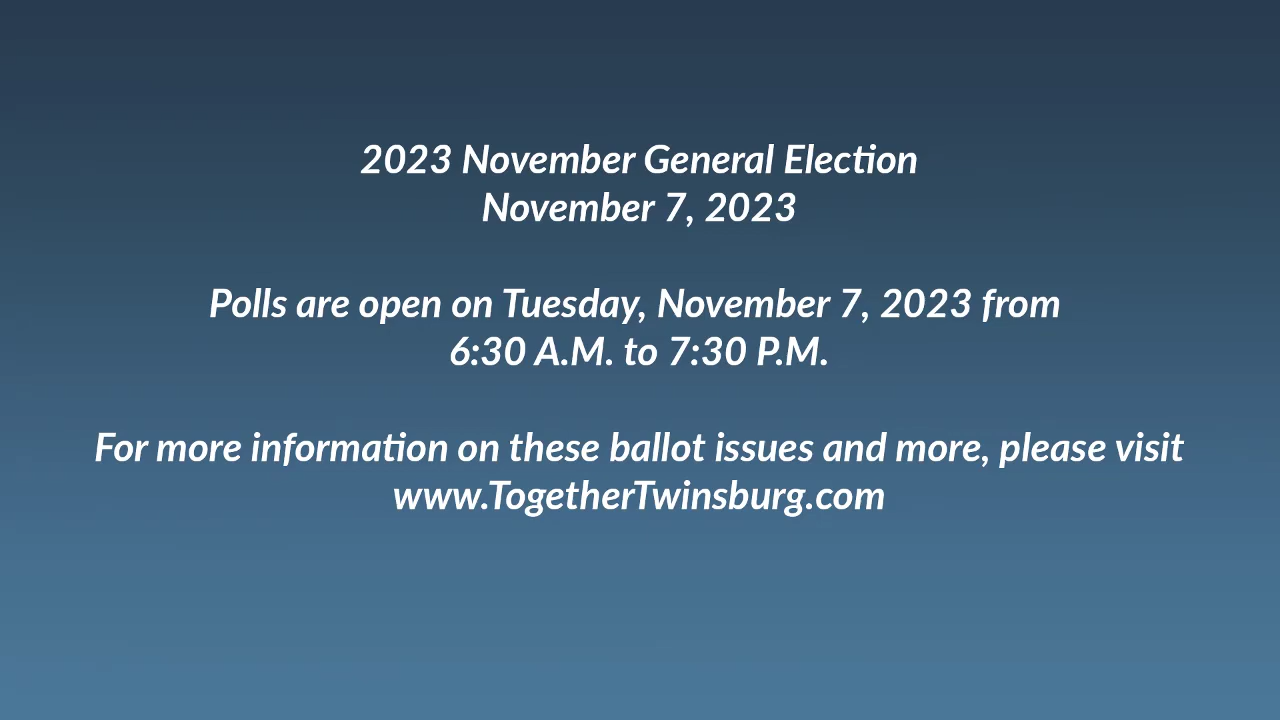 2023 November General Election
November 7, 2023
Polls are open on Tuesday, November 7, 2023 from
6:30 A.M. to 7:30 P.M.
For more information on these ballot issues and more, please visit
www.TogetherTwinsburg.com